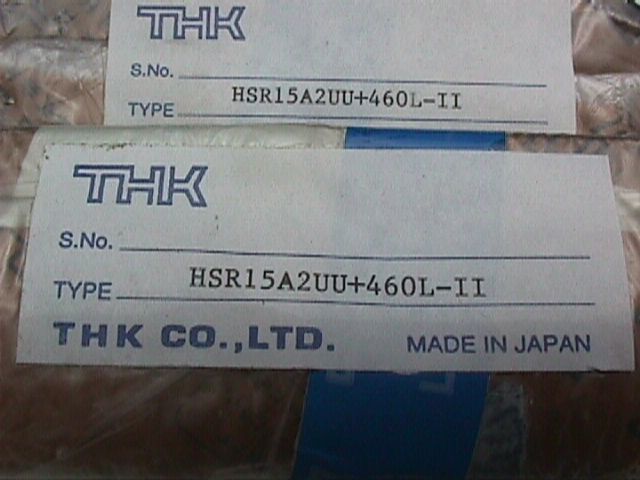 THK
S.No.
TYPE HSR15A2UU+460L-II
THK
S.No.
TYPE HSR15A2UU+460L-II
THK CO.,LTD. MADE IN JAPAN